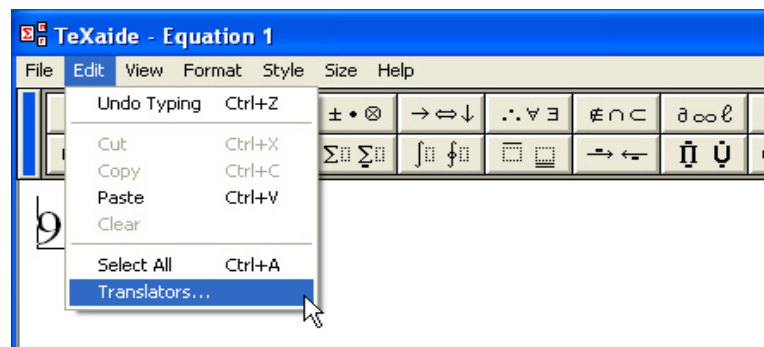 TeXaide - Equation 1
File Edit View Format Style Size Help
Undo Typing Ctrl+Z
± • ⊗ → ⇔ ↓ ∴ ∀ ∃ ∉ ∩ ⊂ ∂ ∞ ℓ
Cut Ctrl+X
Copy Ctrl+C
Paste Ctrl+V
Clear
9
Select All Ctrl+A
Translators...